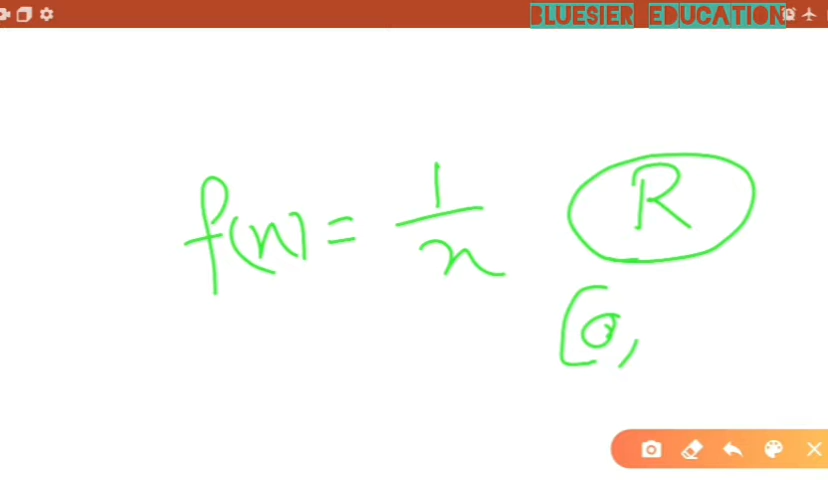 BLUESIER EDUCATION
f(n) = 1/n R
[0,